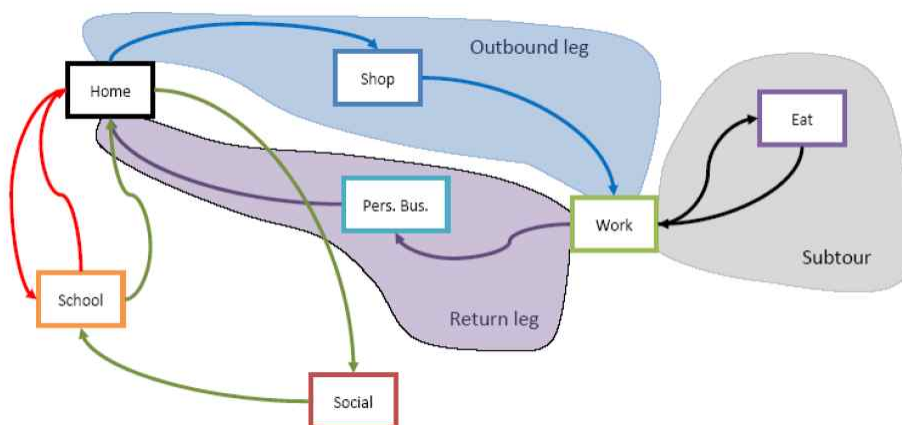 Outbound leg
Shop
Home
Eat
Pers. Bus.
Work
Subtour
School
Return leg
Social